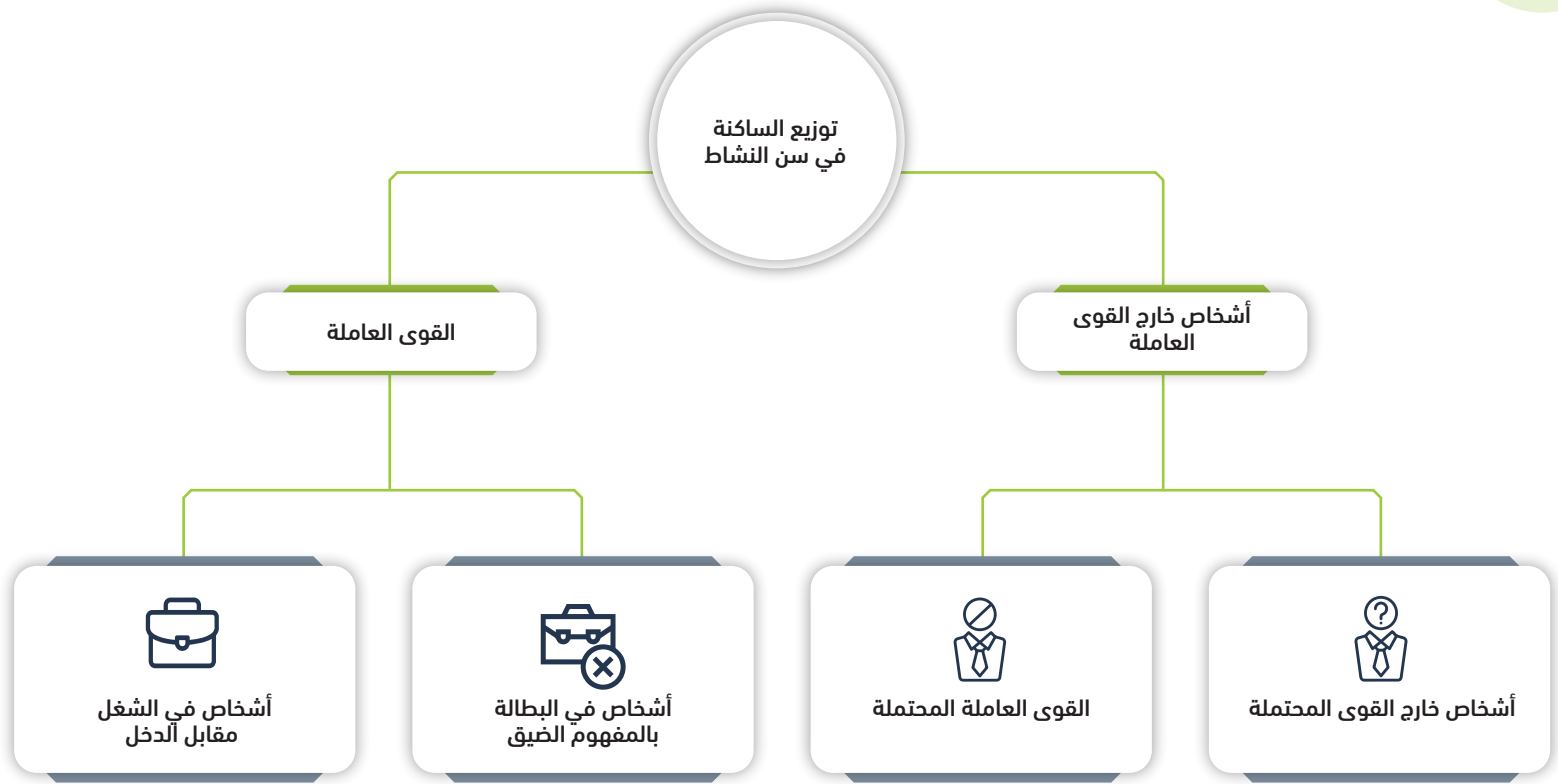 توزيع الساكنة
في سن النشاط
أشخاص خارج القوى
العاملة
القوى العاملة
أشخاص خارج القوى المحتملة
القوى العاملة المحتملة
أشخاص في البطالة
بالمفهوم الضيق
أشخاص في الشغل
مقابل الدخل